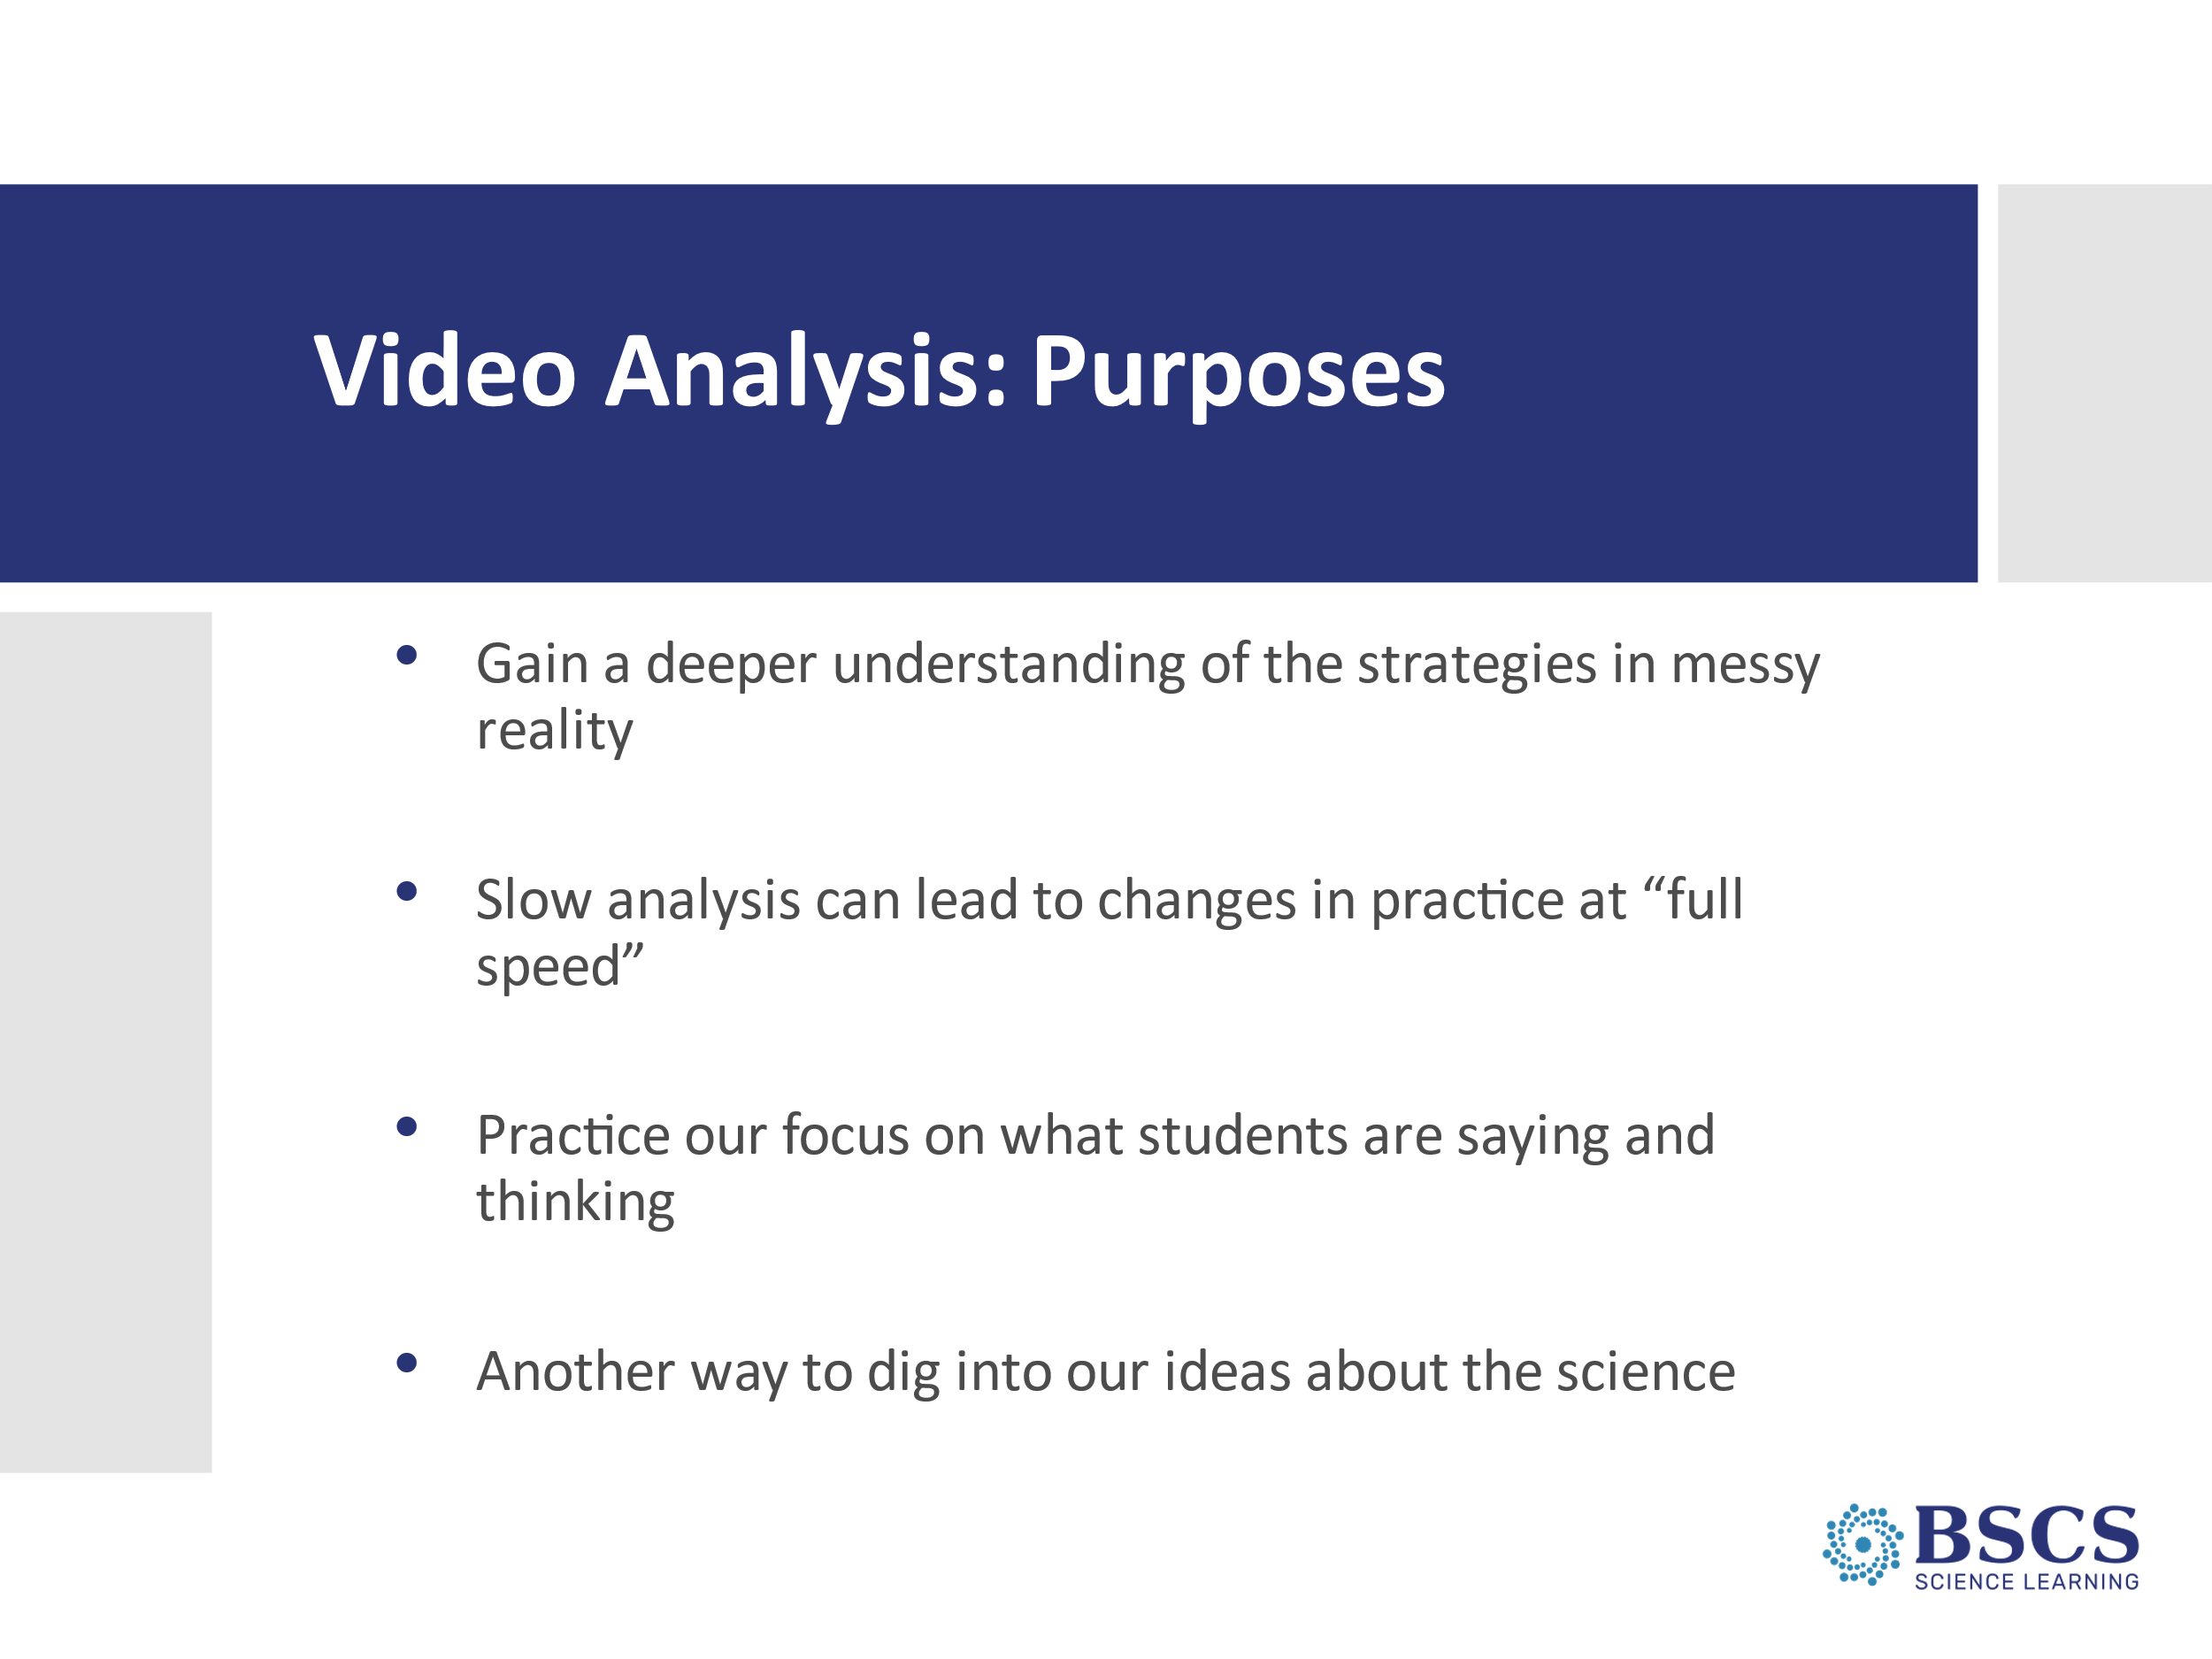 Video Analysis: Purposes
• Gain a deeper understanding of the strategies in messy
reality
• Slow analysis can lead to changes in practice at “full
speed”
• Practice our focus on what students are saying and
thinking
• Another way to dig into our ideas about the science
BSCS
SCIENCE LEARNING